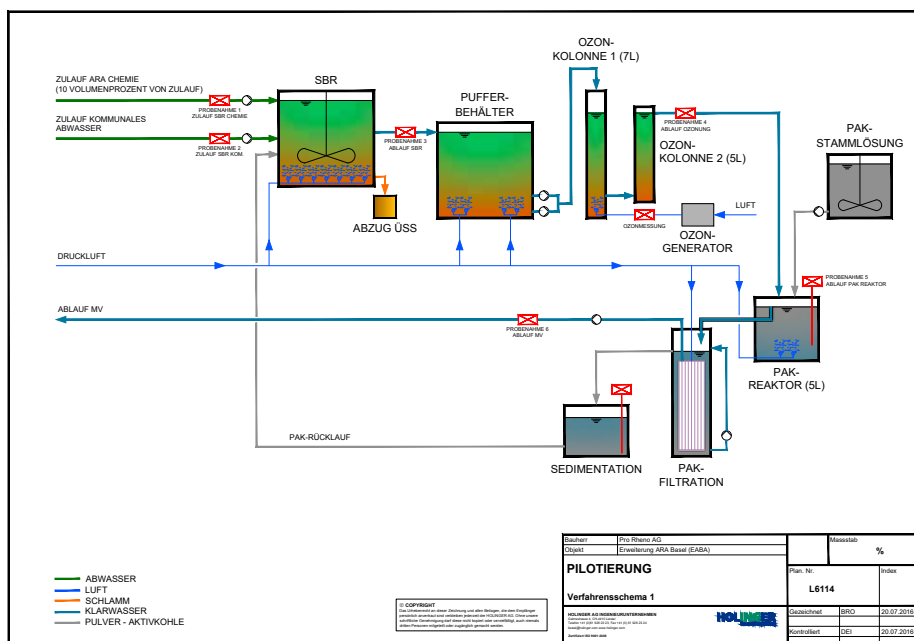 ZULAUF ARA CHEMIE
(10 VOLUMENPROZENT VON ZULAUF)
PROBENAHME 1
ZULAUF SBR CHEMIE
ZULAUF KOMMUNALES
ABWASSER
PROBENAHME 2
ZULAUF SBR KOM.
SBR
PROBENAHME 3
ABLAUF SBR
ABZUG ÜSS
PUFFER-
BEHÄLTER
OZON-
KOLONNE 1 (7L)
PROBENAHME 4
ABLAUF OZONUNG
OZON-
KOLONNE 2 (5L)
PAK-
STAMMLÖSUNG
LUFT
OZONMESSUNG
OZON-
GENERATOR
DRUCKLUFT
PROBENAHME 5
ABLAUF PAK REAKTOR
ABLAUF MV
PROBENAHME 6
ABLAUF MV
PAK-
REAKTOR (5L)
PAK-RÜCKLAUF
SEDIMENTATION
PAK-
FILTRATION
ABWASSER
LUFT
SCHLAMM
KLARWASSER
PULVER - AKTIVKOHLE
© COPYRIGHT
Bauherr Pro Rheno AG
Objekt Erweiterung ARA Basel (EABA)
Massstab
%
PILOTIERUNG
Verfahrensschema 1
Plan. Nr.
L6114
Index
HOLINGER AG INGENIEURUNTERNEHMEN
HOLINGER
Gezeichnet BRO 20.07.2016
Kontrolliert DEI 20.07.2016